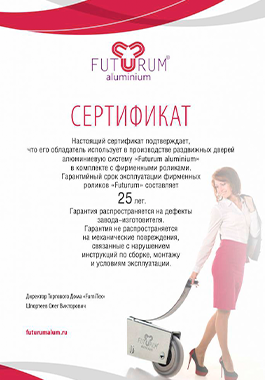 FUTURUM®
aluminium
СЕРТИФИКАТ
Настоящий сертификат подтверждает,
что его обладатель использует в производстве раздвижных дверей
алюминиевую систему «Futurum aluminium»
в комплекте с фирменными роликами.
Гарантийный срок эксплуатации фирменных
роликов «Futurum» составляет
25 лет.
Гарантия распространяется на дефекты
завода-изготовителя.
Гарантия не распространяется
на механические повреждения,
связанные с нарушением
инструкций по сборке, монтажу
и условиям эксплуатации.
Директор Торгового Дома
Олег Викторович
futurumalum.ru